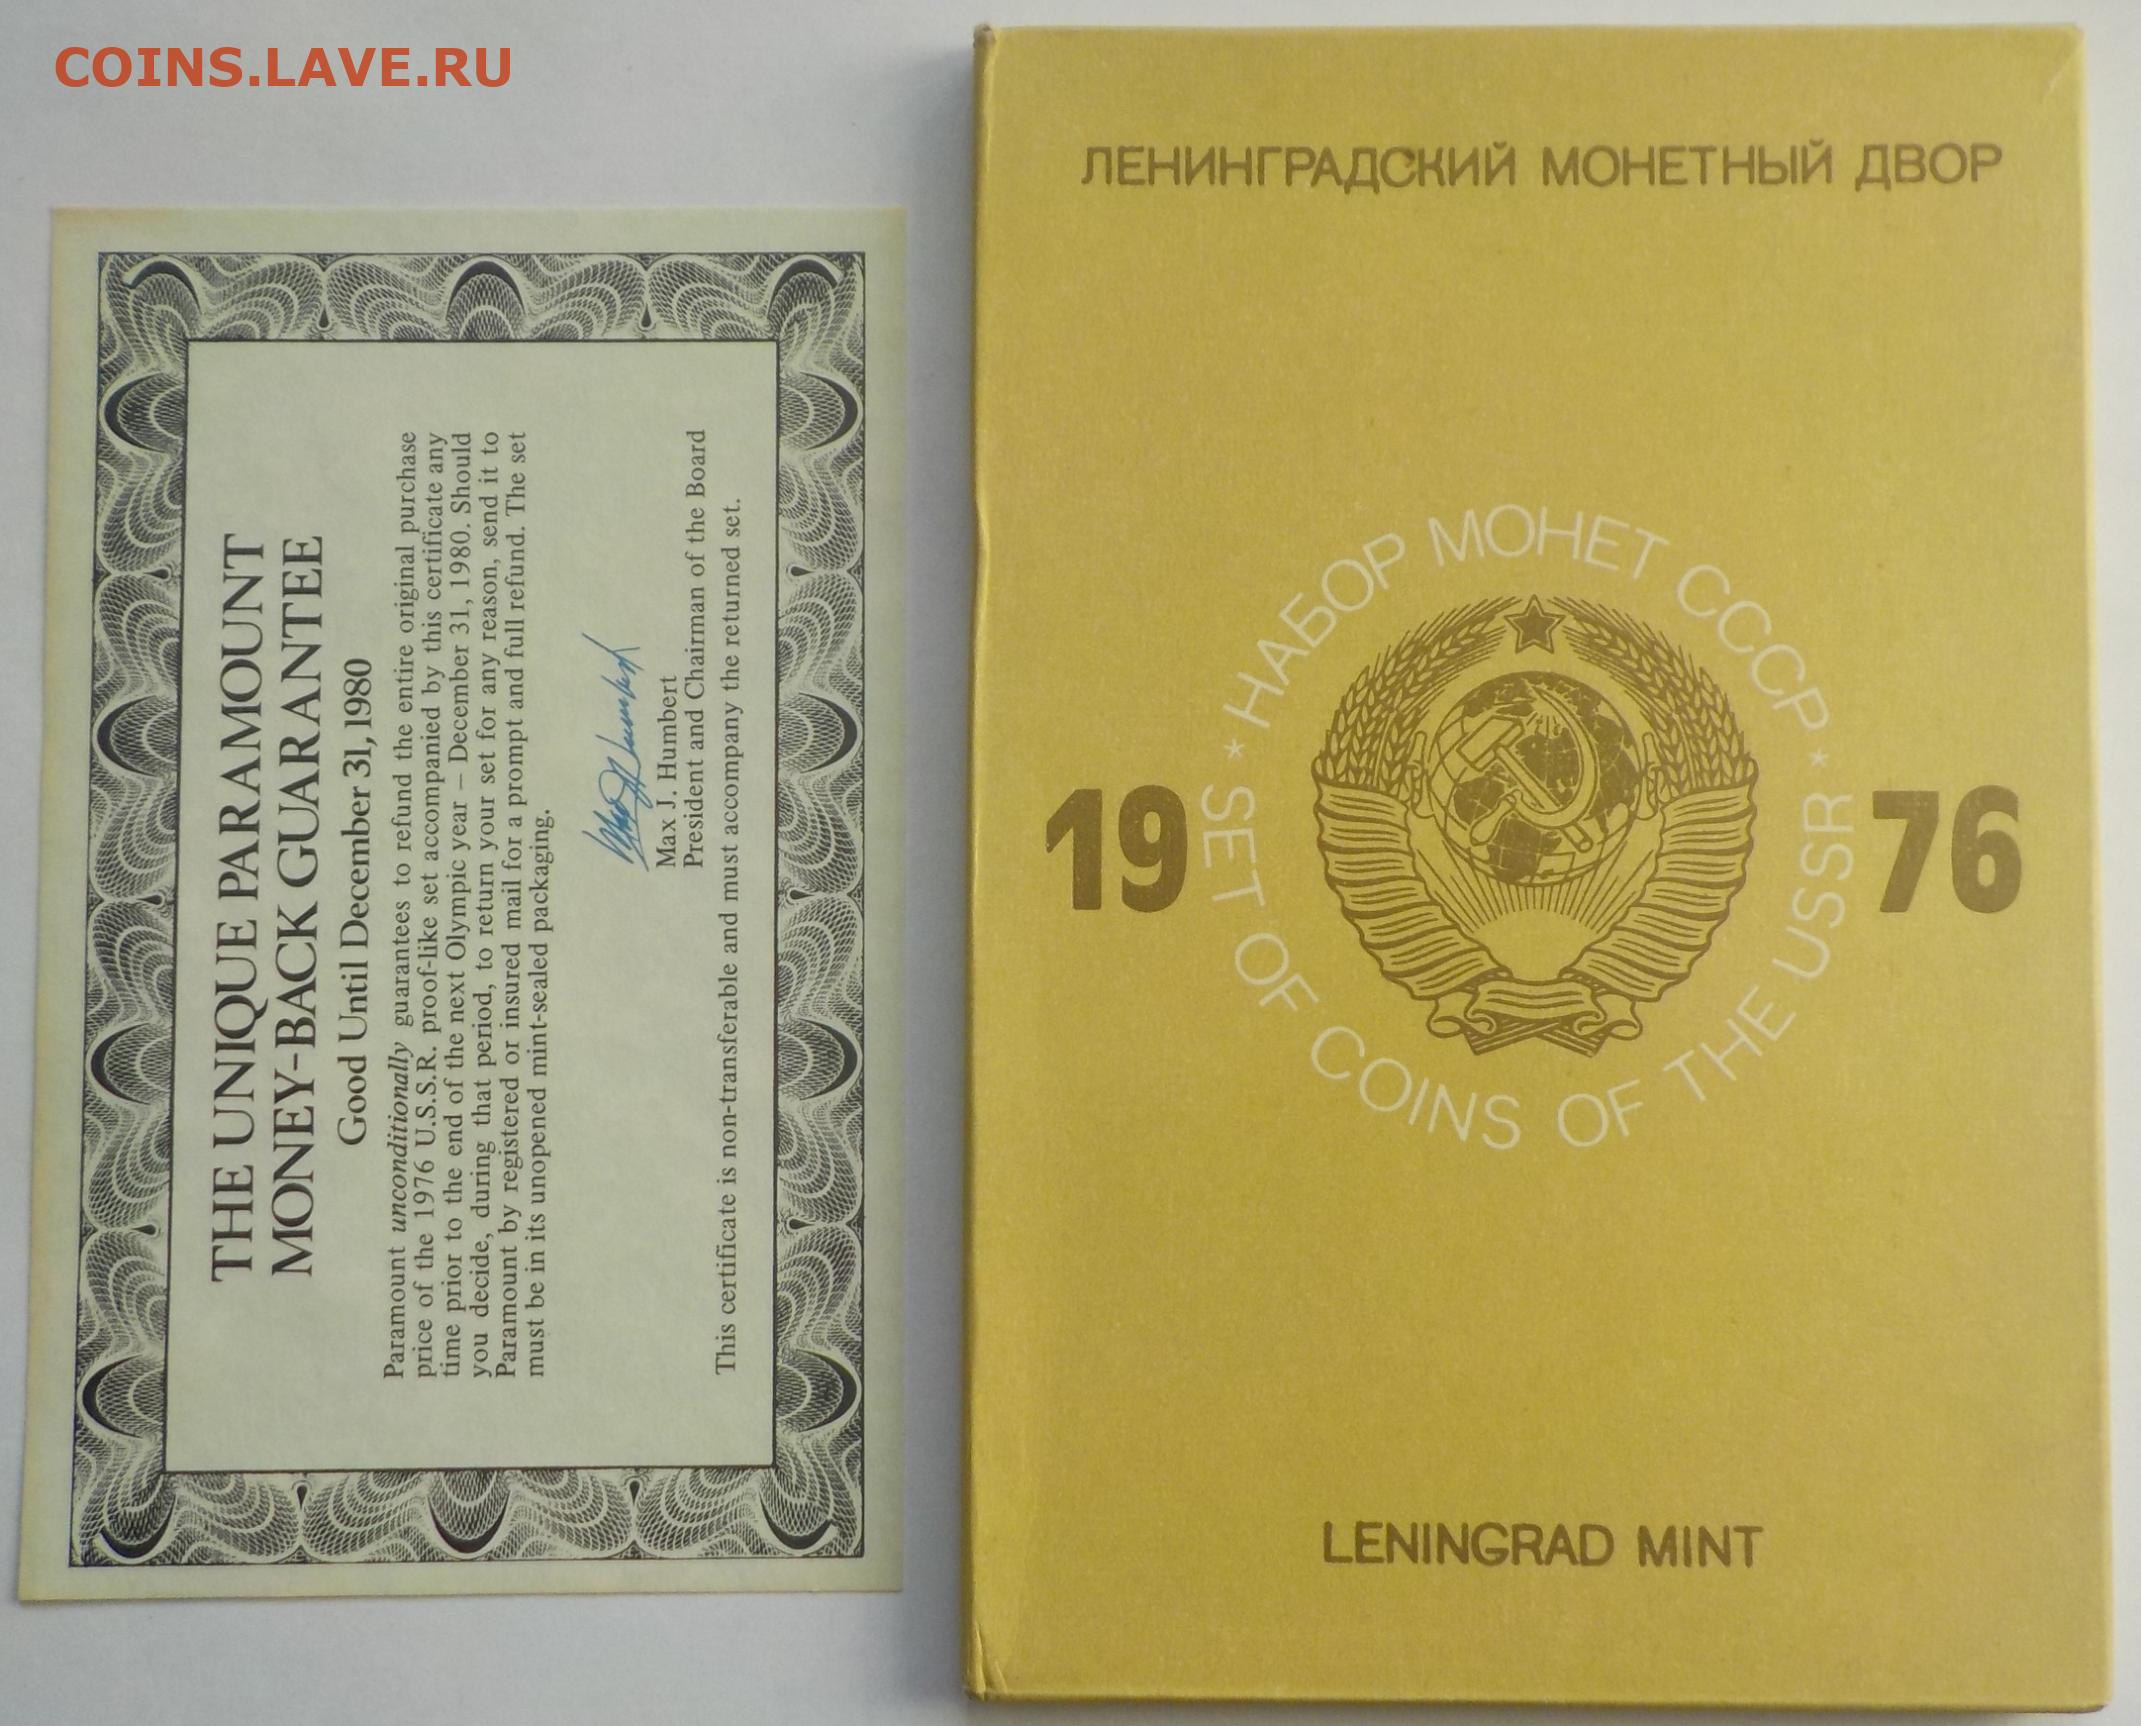 COINS.LAVE.RU
THE UNIQUE PARAMOUNT
MONEY-BACK GUARANTEE
Good Until December 31, 1980
Paramount unconditionally guarantees to refund the entire original purchase
price of the 1976 U.S.S.R. proof-like set accompanied by this certificate any
time prior to the end of the next Olympic year – December 31, 1980. Should
you decide, during that period, to return your set for any reason, send it to
Paramount by registered or insured mail for a prompt and full refund. The set
must be in its unopened mint-sealed packaging.
Max J. Humbert
Max J. Humbert
President and Chairman of the Board
This certificate is non-transferable and must accompany the returned set.
ЛЕНИНГРАДСКИЙ МОНЕТНЫЙ ДВОР
* НАБОР МОНЕТ СССР *
1976
SET OF COINS OF THE USSR
LENINGRAD MINT